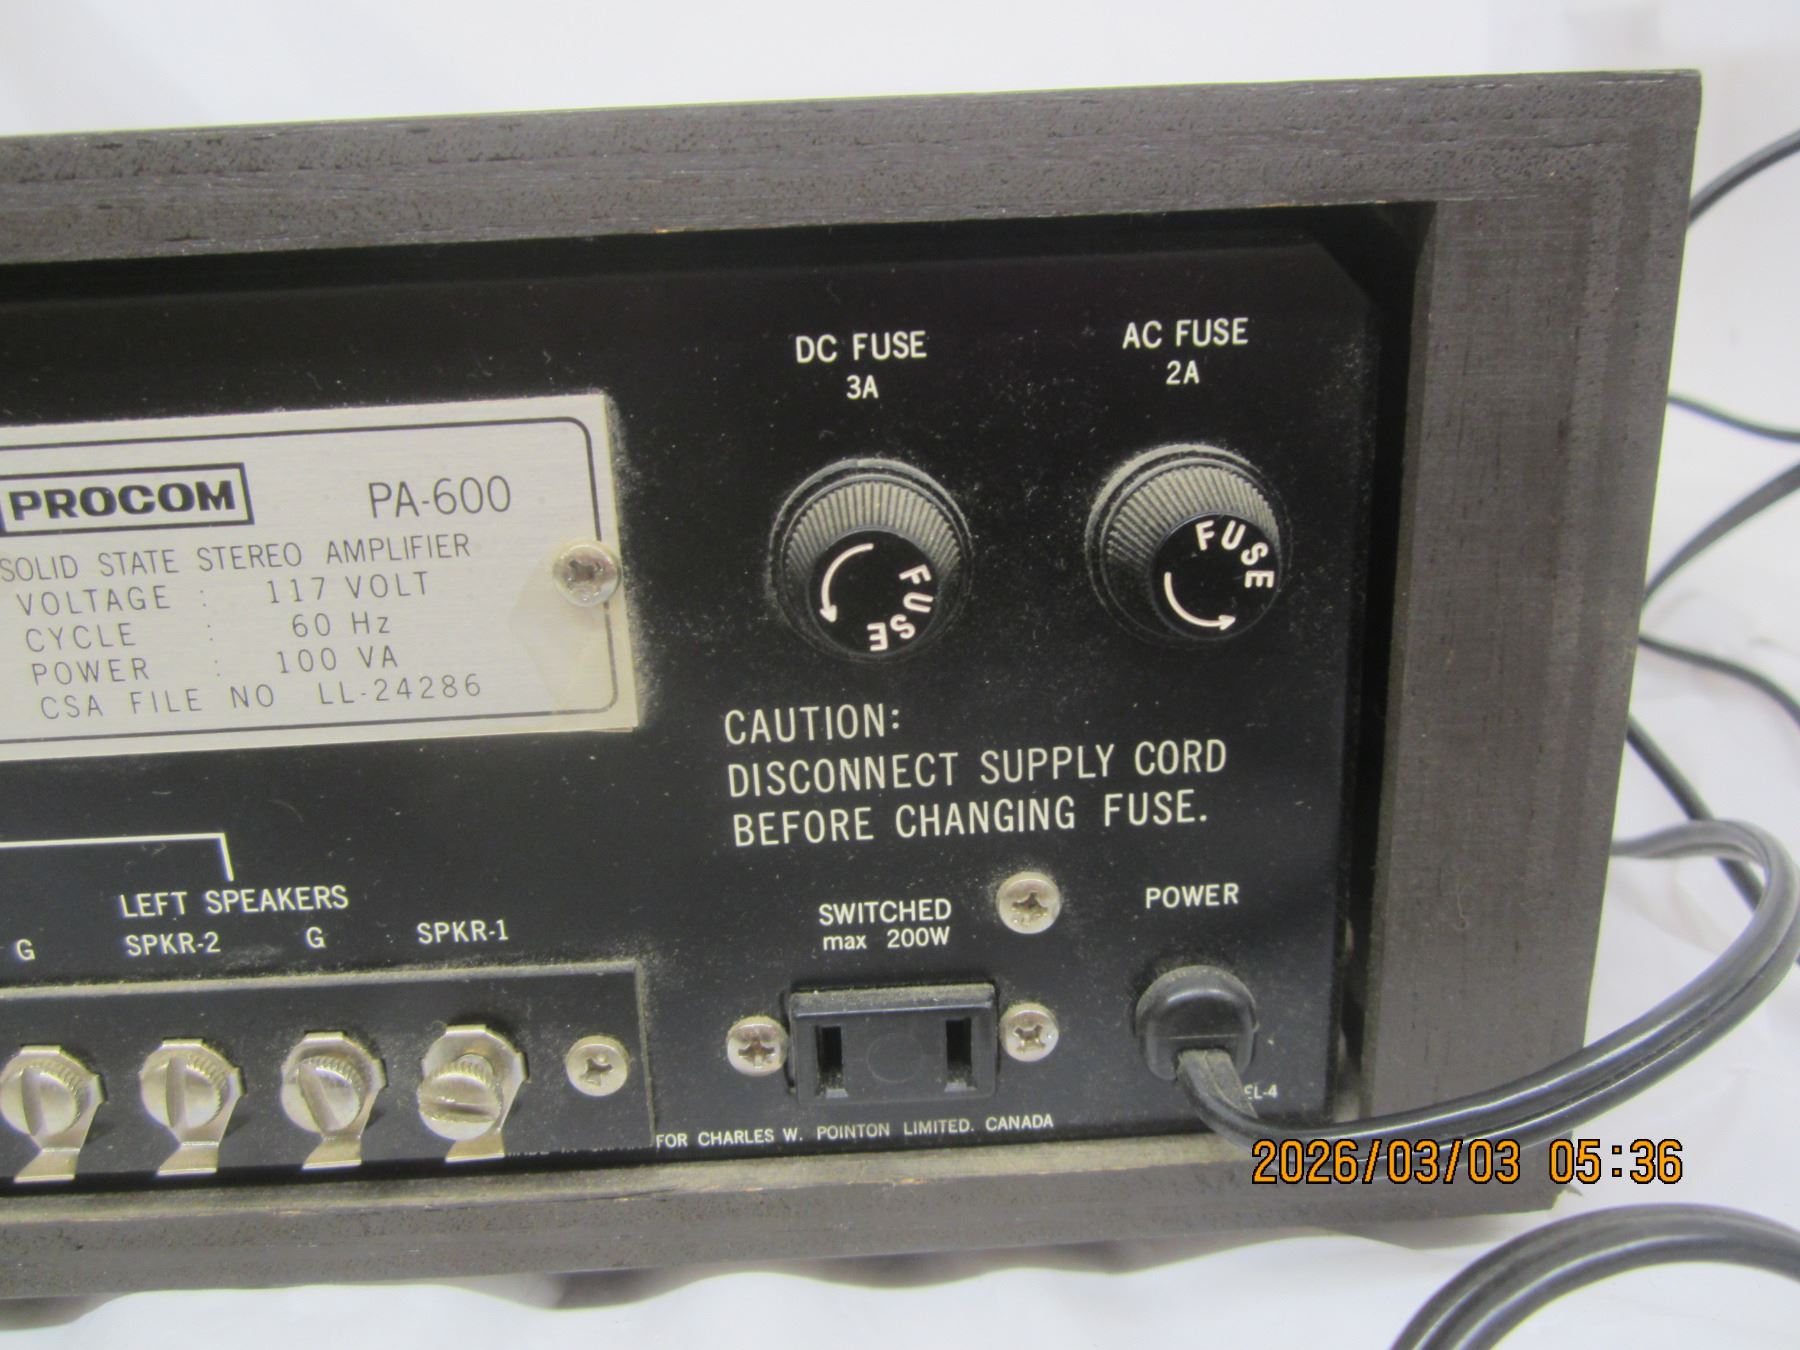 DC FUSE
3A
AC FUSE
2A
FUSE
FUSE
PROCOM PA-600
SOLID STATE STEREO AMPLIFIER
VOLTAGE : 117 VOLT
CYCLE : 60 Hz
POWER : 100 VA
CSA FILE NO LL-24286
CAUTION:
DISCONNECT SUPPLY CORD
BEFORE CHANGING FUSE.
LEFT SPEAKERS
G SPKR-2 G SPKR-1
SWITCHED
max 200W
POWER
FOR CHARLES W. POINTON LIMITED. CANADA
2026/03/03 05:36